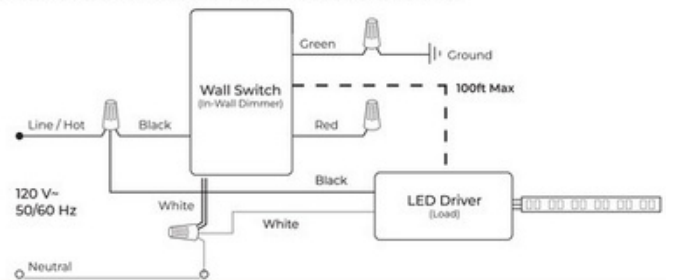 Green
Ground
Wall Switch
(In-Wall Dimmer)
100ft Max
Line / Hot
Black
Red
Black
120 V~
50/60 Hz
White
LED Driver
(Load)
White
Neutral